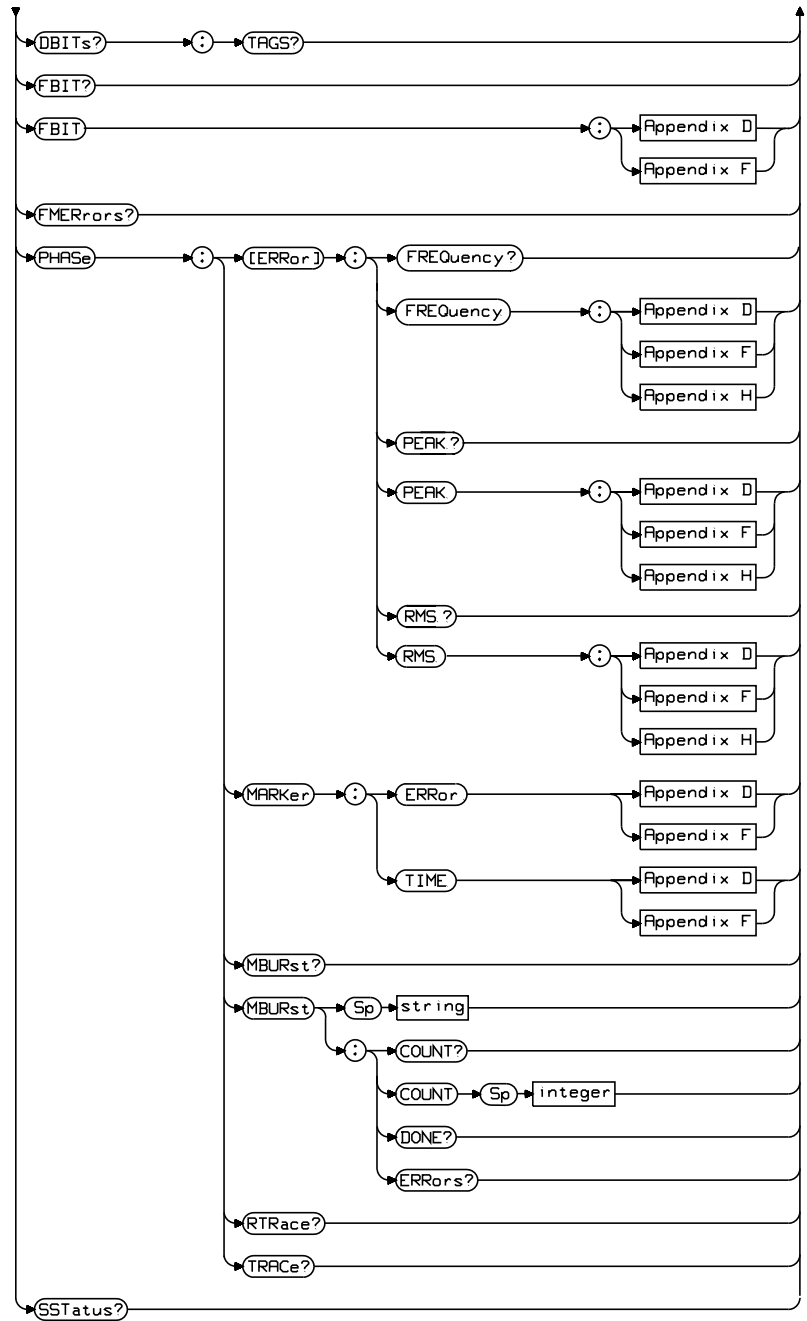 DBITs? : TAGS?
FBIT?
FBIT : Appendix D
Appendix F
FMERrors?
PHASe : [ERRor] : FREQuency?
FREQuency : Appendix D
Appendix F
Appendix H
PEAK?
PEAK : Appendix D
Appendix F
Appendix H
RMS?
RMS : Appendix D
Appendix F
Appendix H
MARKer : ERRor Appendix D
Appendix F
TIME Appendix D
Appendix F
MBURst?
MBURst Sp string
: COUNT?
COUNT Sp integer
DONE?
ERRors?
RTRace?
TRACe?
SSTatus?